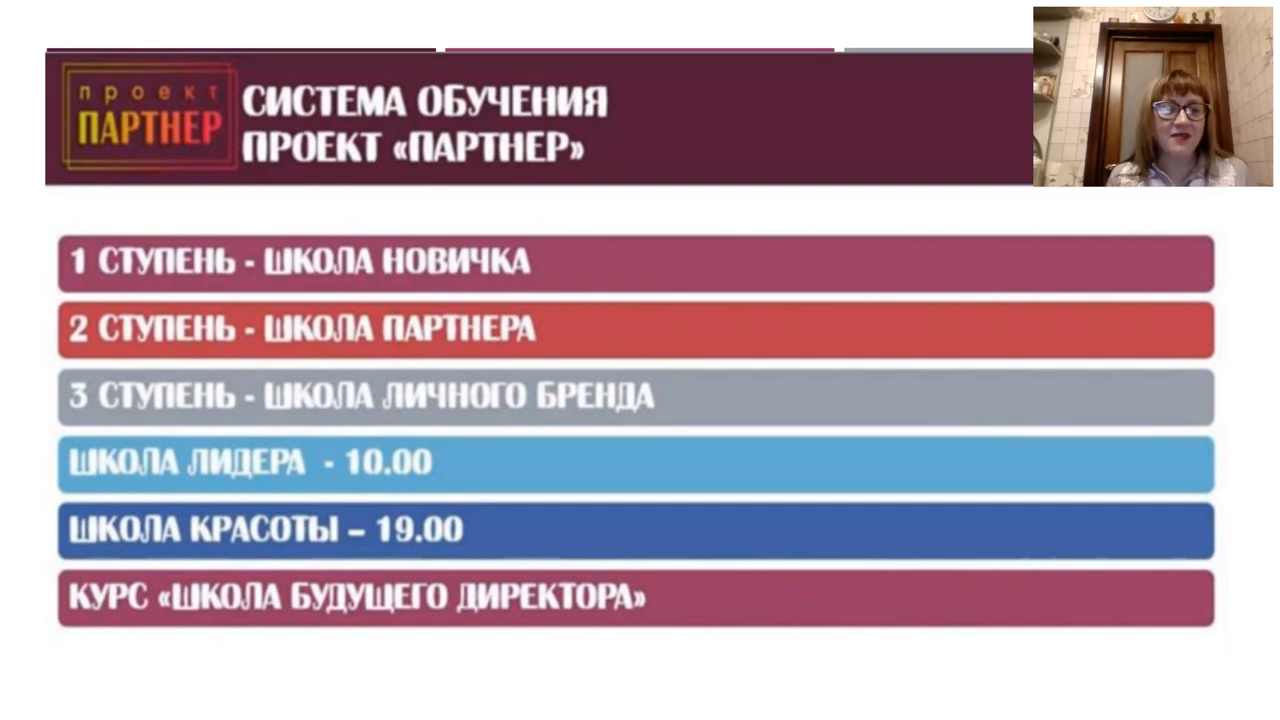 проект
ПАРТНЕР
СИСТЕМА ОБУЧЕНИЯ
ПРОЕКТ «ПАРТНЕР»
1 СТУПЕНЬ - ШКОЛА НОВИЧКА
2 СТУПЕНЬ - ШКОЛА ПАРТНЕРА
3 СТУПЕНЬ - ШКОЛА ЛИЧНОГО БРЕНДА
ШКОЛА ЛИДЕРА - 10.00
ШКОЛА КРАСОТЫ – 19.00
КУРС «ШКОЛА БУДУЩЕГО ДИРЕКТОРА»